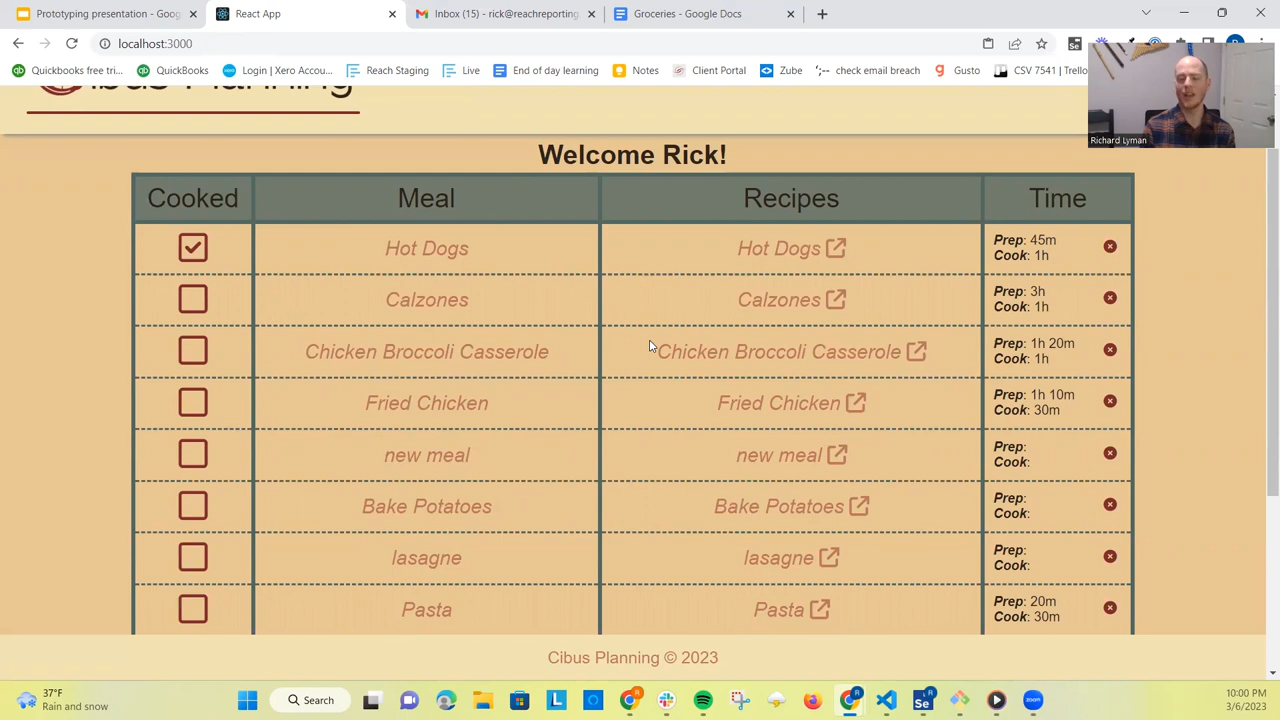 Prototyping presentation - Goog
React App
Inbox (15) - rick@reachreporting.
Groceries - Google Docs
localhost:3000
Quickbooks free tri...
QuickBooks
Login | Xero Accou...
Reach Staging
Live
End of day learning
Notes
Client Portal
Zube
check email breach
Gusto
CSV 7541 | Trello
Richard Lyman
Welcome Rick!
Cooked Meal Recipes Time
Hot Dogs Hot Dogs Prep: 45m
Cook: 1h
Calzones Calzones Prep: 3h
Cook: 1h
Chicken Broccoli Casserole Chicken Broccoli Casserole Prep: 1h 20m
Cook: 1h
Fried Chicken Fried Chicken Prep: 1h 10m
Cook: 30m
new meal new meal Prep:
Cook:
Bake Potatoes Bake Potatoes Prep:
Cook:
lasagne lasagne Prep:
Cook:
Pasta Pasta Prep: 20m
Cook: 30m
Cibus Planning © 2023
37°F
Rain and snow
Search
10:00 PM
3/6/2023